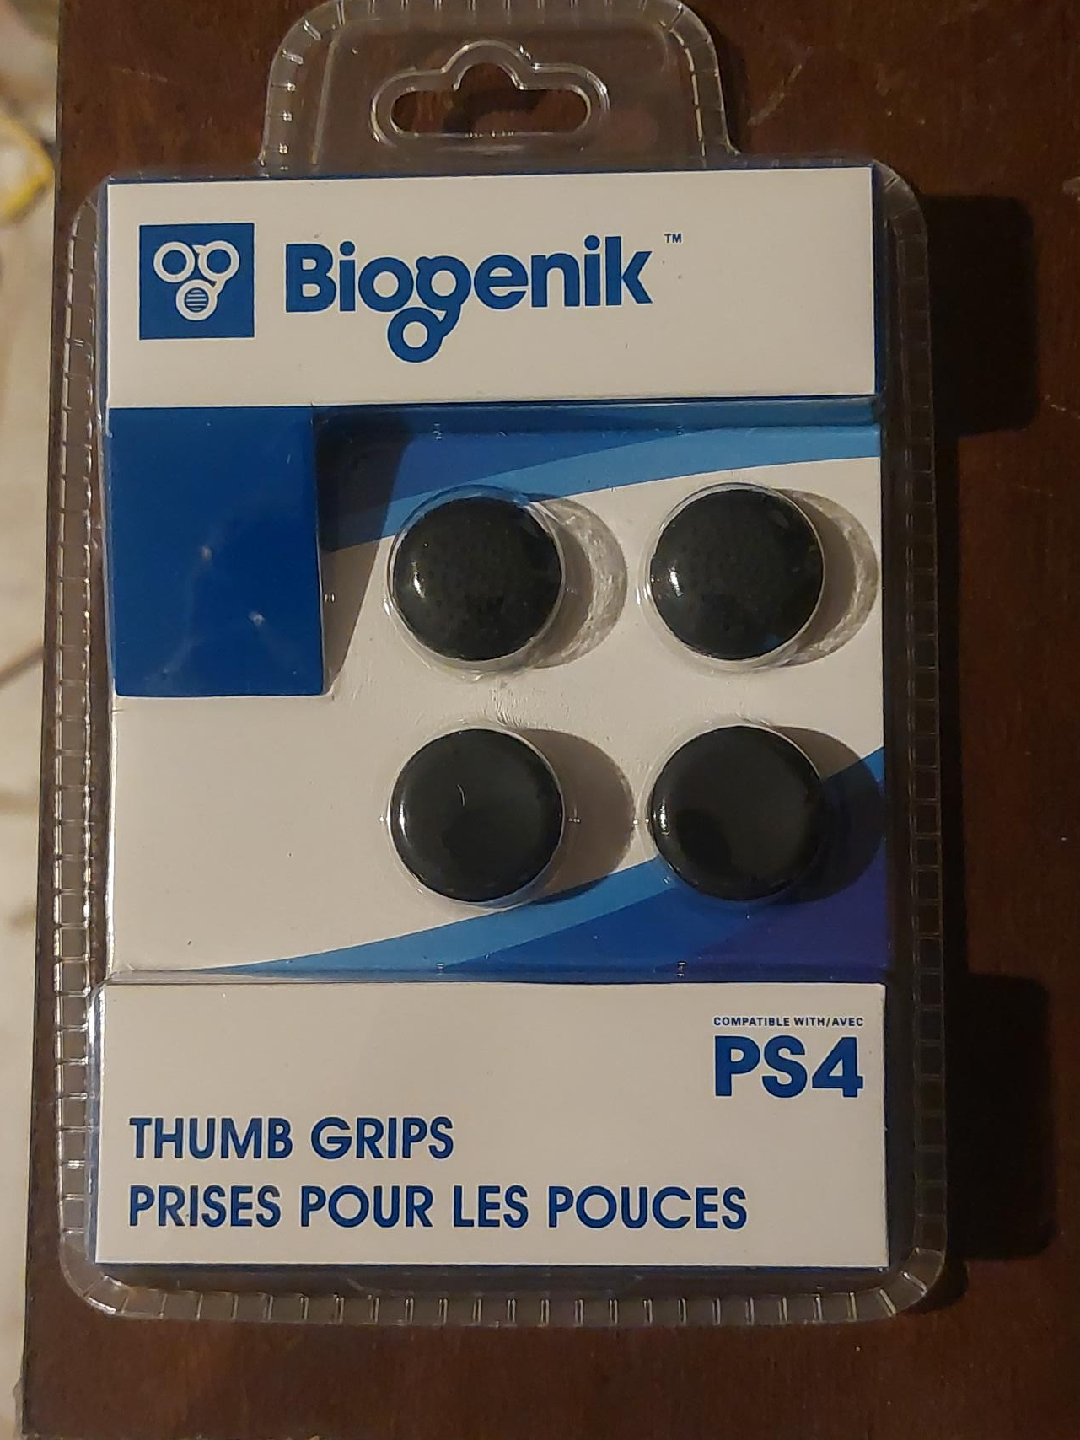 Biogenik™
COMPATIBLE WITH/AVEC
PS4
THUMB GRIPS
PRISES POUR LES POUCES